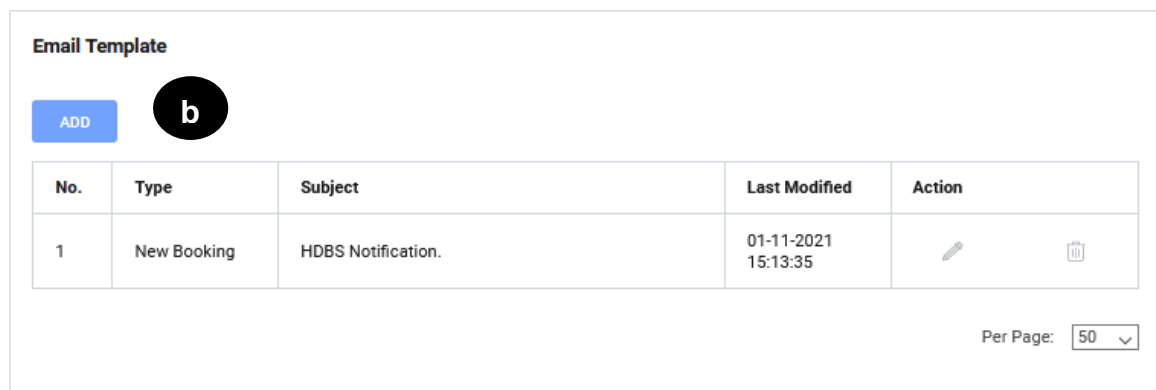 Email Template
ADD
b
No. Type Subject Last Modified Action
1 New Booking HDBS Notification. 01-11-2021
15:13:35
Per Page: 50